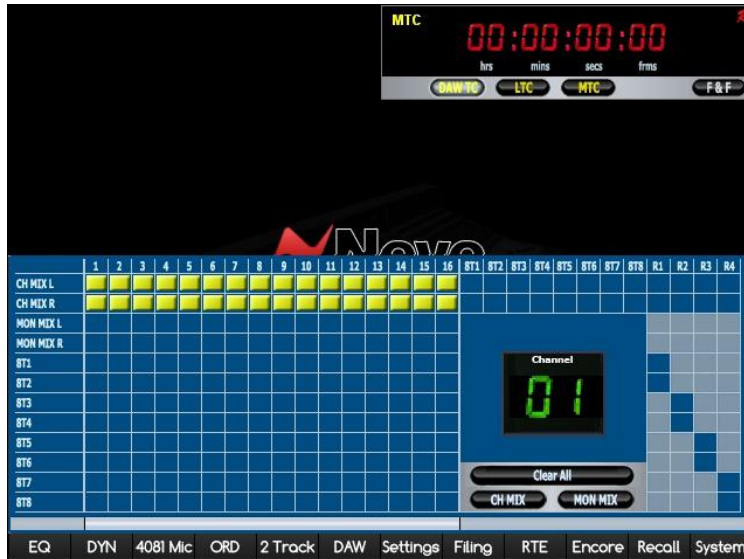 MTC
00:00:00:00
hrs mins secs frms
DAW TC LTC MTC F & F
Neve
1 2 3 4 5 6 7 8 9 10 11 12 13 14 15 16 8T1 8T2 8T3 8T4 8T5 8T6 8T7 8T8 R1 R2 R3 R4
CH MIX L
CH MIX R
MON MIX L
MON MIX R
8T1
8T2
8T3
8T4
8T5
8T6
8T7
8T8
Channel
01
Clear All
CH MIX MON MIX
EQ DYN 4081 Mic ORD 2 Track DAW Settings Filing RTE Encore Recall System